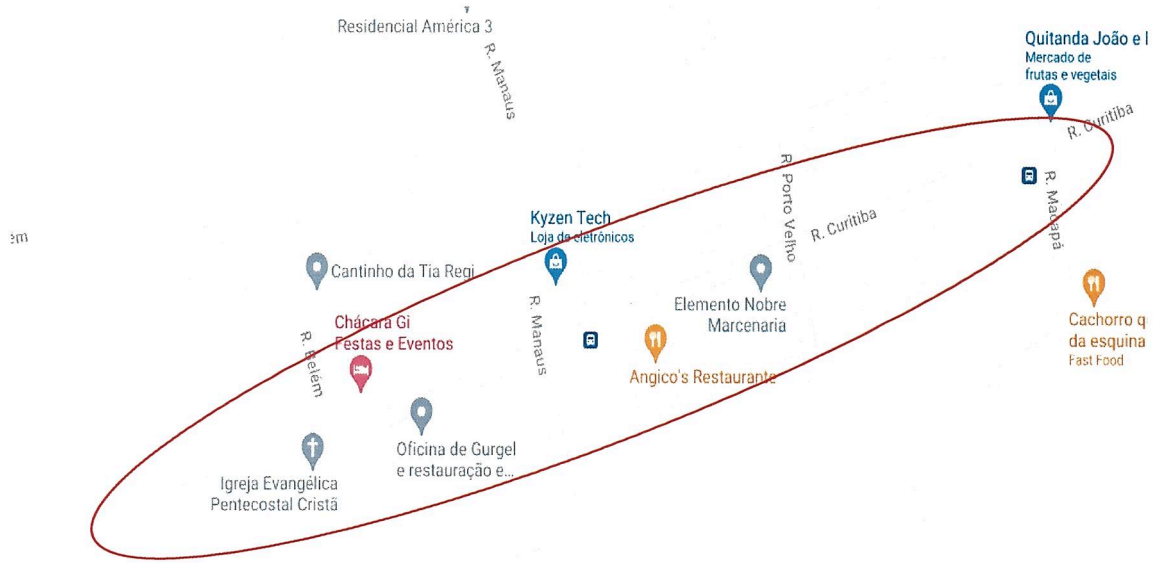 Residencial América 3
R. Manaus
Quitanda João e
Mercado de
frutas e vegetais
R. Curitiba
R. Macapá
R. Porto Velho
R. Curitiba
Kyzen Tech
Loja de eletrônicos
Cantinho da Tia Regi
Elemento Nobre
Marcenaria
R. Manaus
Chácara Gi
Festas e Eventos
R. Belém
Angico's Restaurante
Cachorro q
da esquina
Fast Food
Oficina de Gurgel
e restauração e...
Igreja Evangélica
Pentecostal Cristã